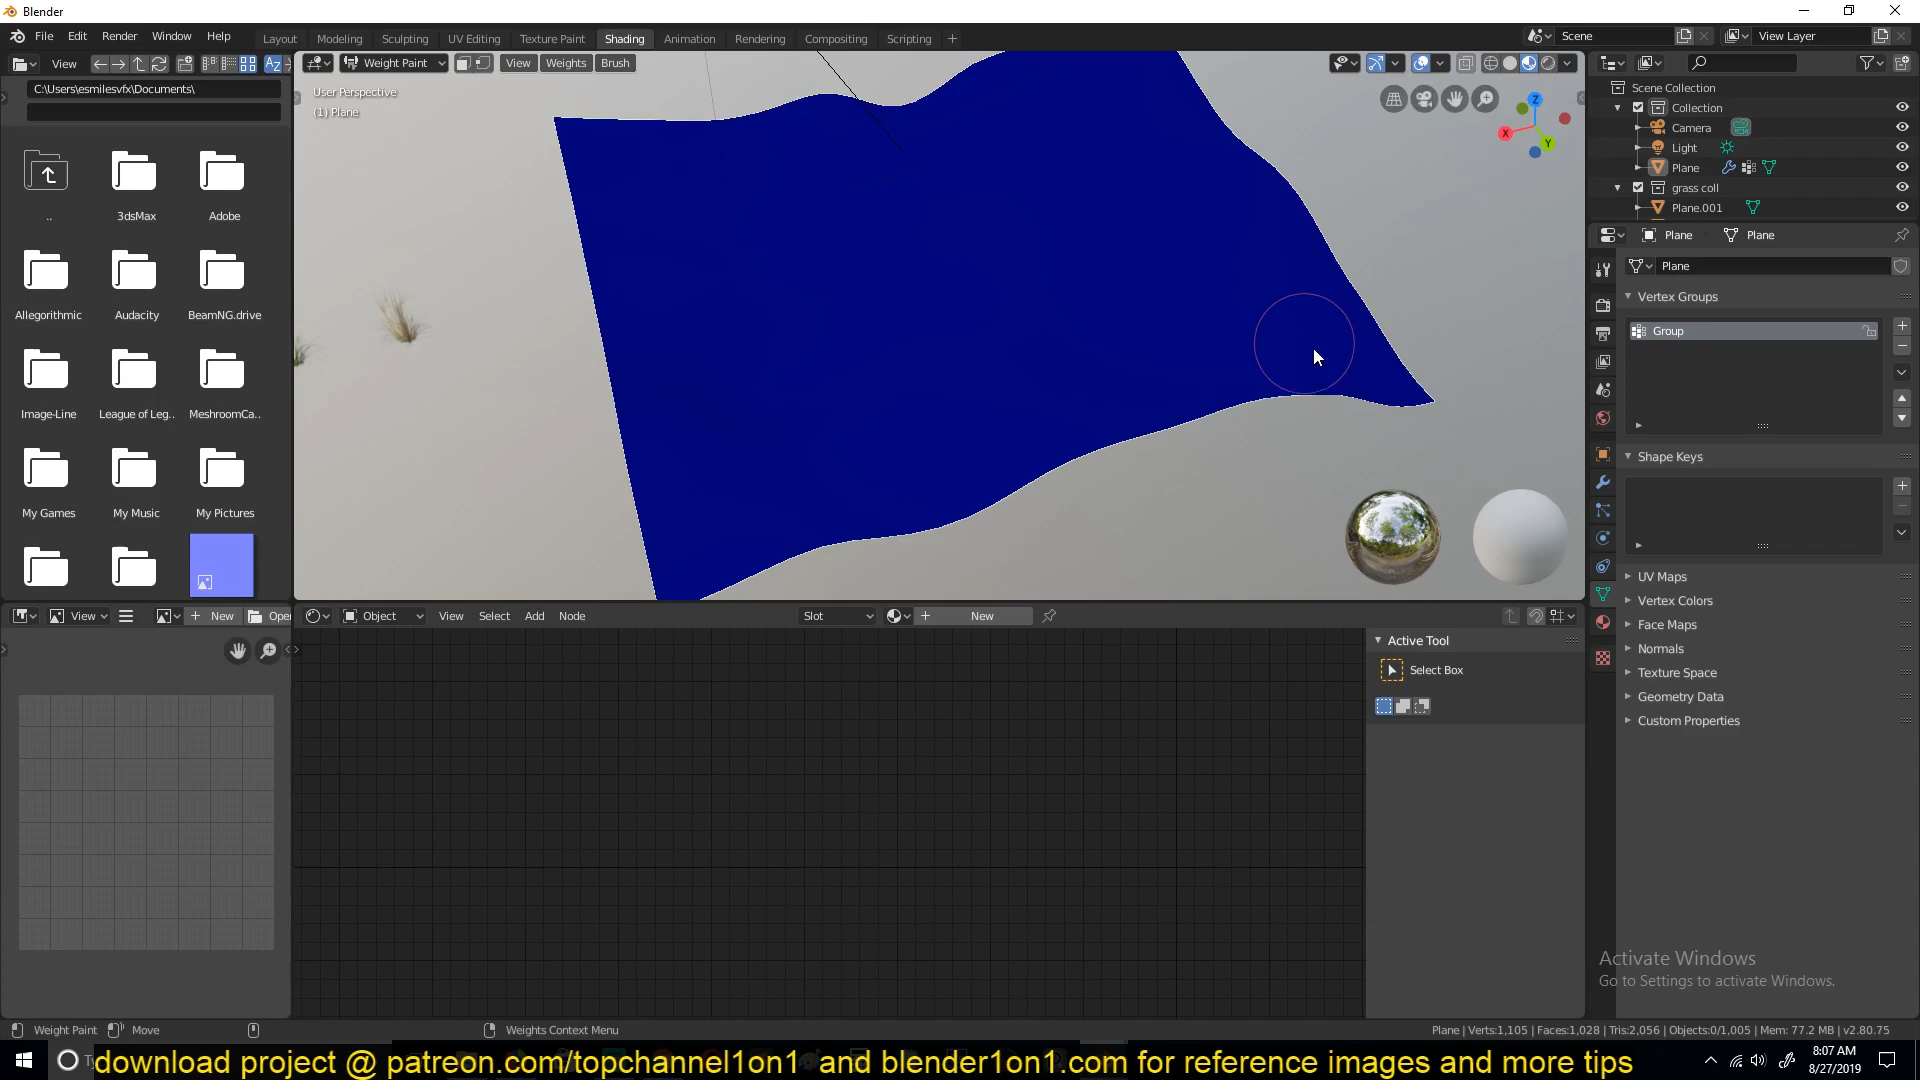 Blender
File Edit Render Window Help
Layout Modeling Sculpting UV Editing Texture Paint Shading Animation Rendering Compositing Scripting
Scene
View Layer
View
Weight Paint
View Weights Brush
C:\Users\esmilesvfx\Documents\
User Perspective
(1) Plane
X
Y
Z
..
3dsMax
Adobe
Allegorithmic
Audacity
BeamNG.drive
Image-Line
League of Leg..
MeshroomCa..
My Games
My Music
My Pictures
Scene Collection
Collection
Camera
Light
Plane
grass coll
Plane.001
Plane
Plane
Plane
Vertex Groups
Group
Shape Keys
UV Maps
Vertex Colors
Face Maps
Normals
Texture Space
Geometry Data
Custom Properties
View
New
Open
Object
View Select Add Node
Slot
New
Active Tool
Select Box
Activate Windows
Go to Settings to activate Windows.
Weight Paint
Move
Weights Context Menu
Plane | Verts:1,105 | Faces:1,028 | Tris:2,056 | Objects:0/1,005 | Mem: 77.2 MB | v2.80.75
download project @ patreon.com/topchannel1on1 and blender1on1.com for reference images and more tips
8:07 AM
8/27/2019